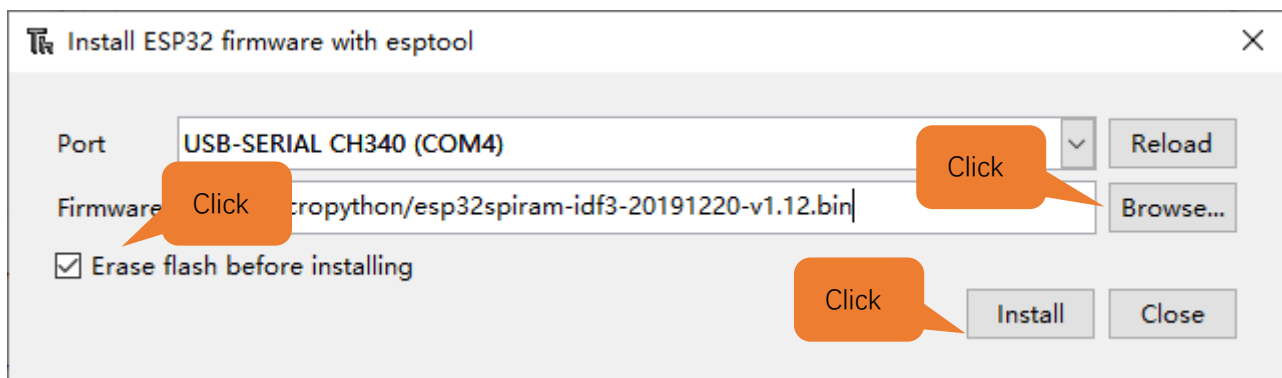 Install ESP32 firmware with esptool
Port USB-SERIAL CH340 (COM4) Reload
Click
Firmware Click cropython/esp32spiram-idf3-20191220-v1.12.bin Browse...
Erase flash before installing
Click
Install Close